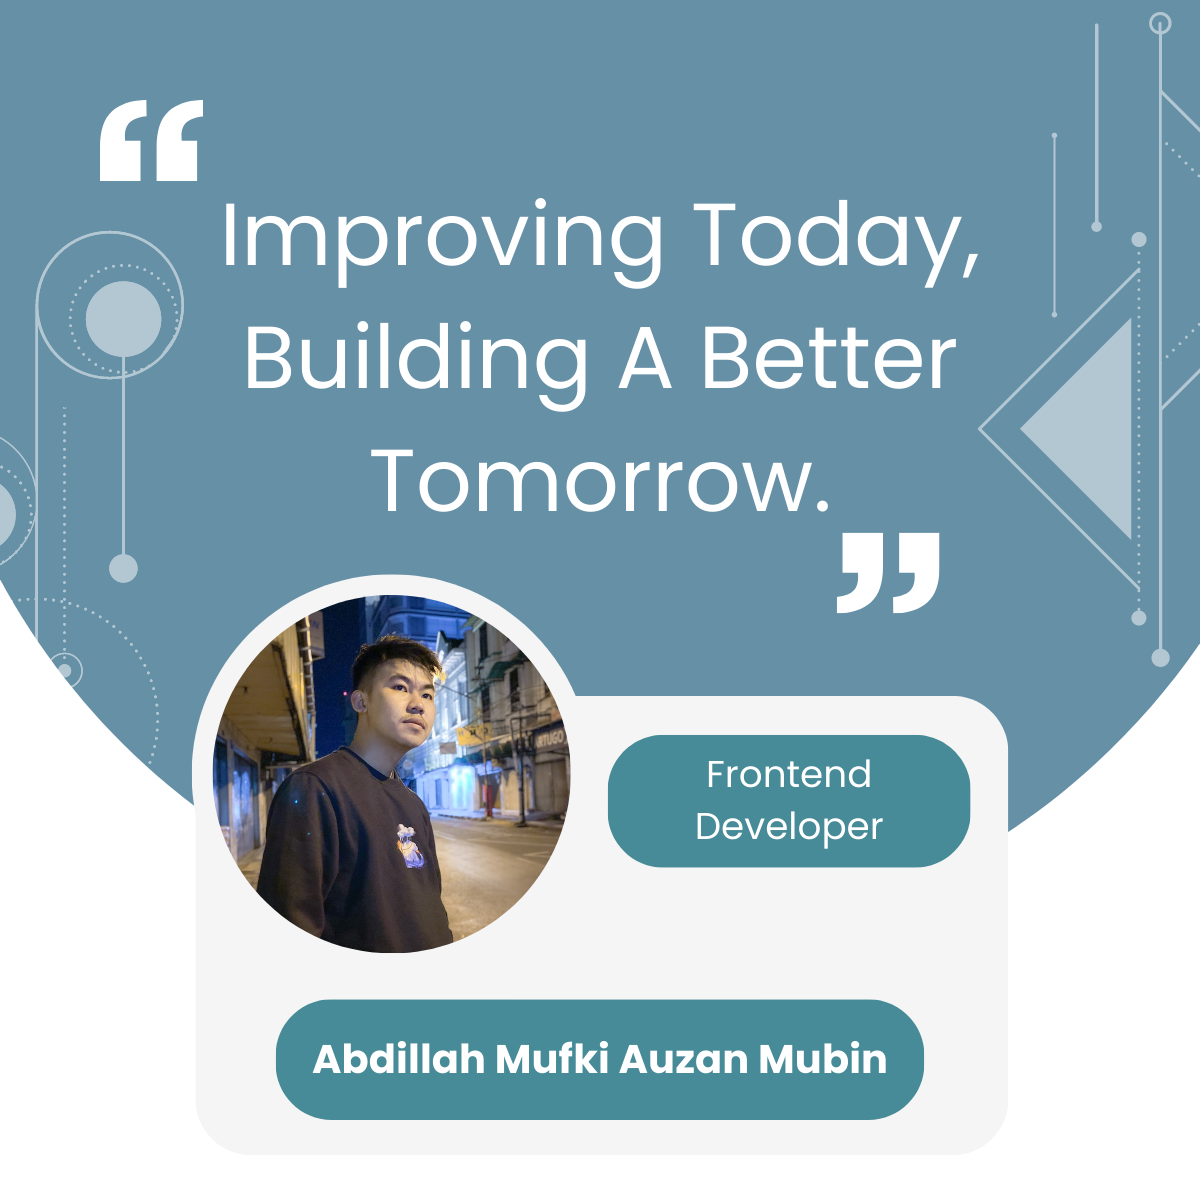 “
Improving Today,
Building A Better
Tomorrow.
”
Frontend
Developer
Abdillah Mufki Auzan Mubin